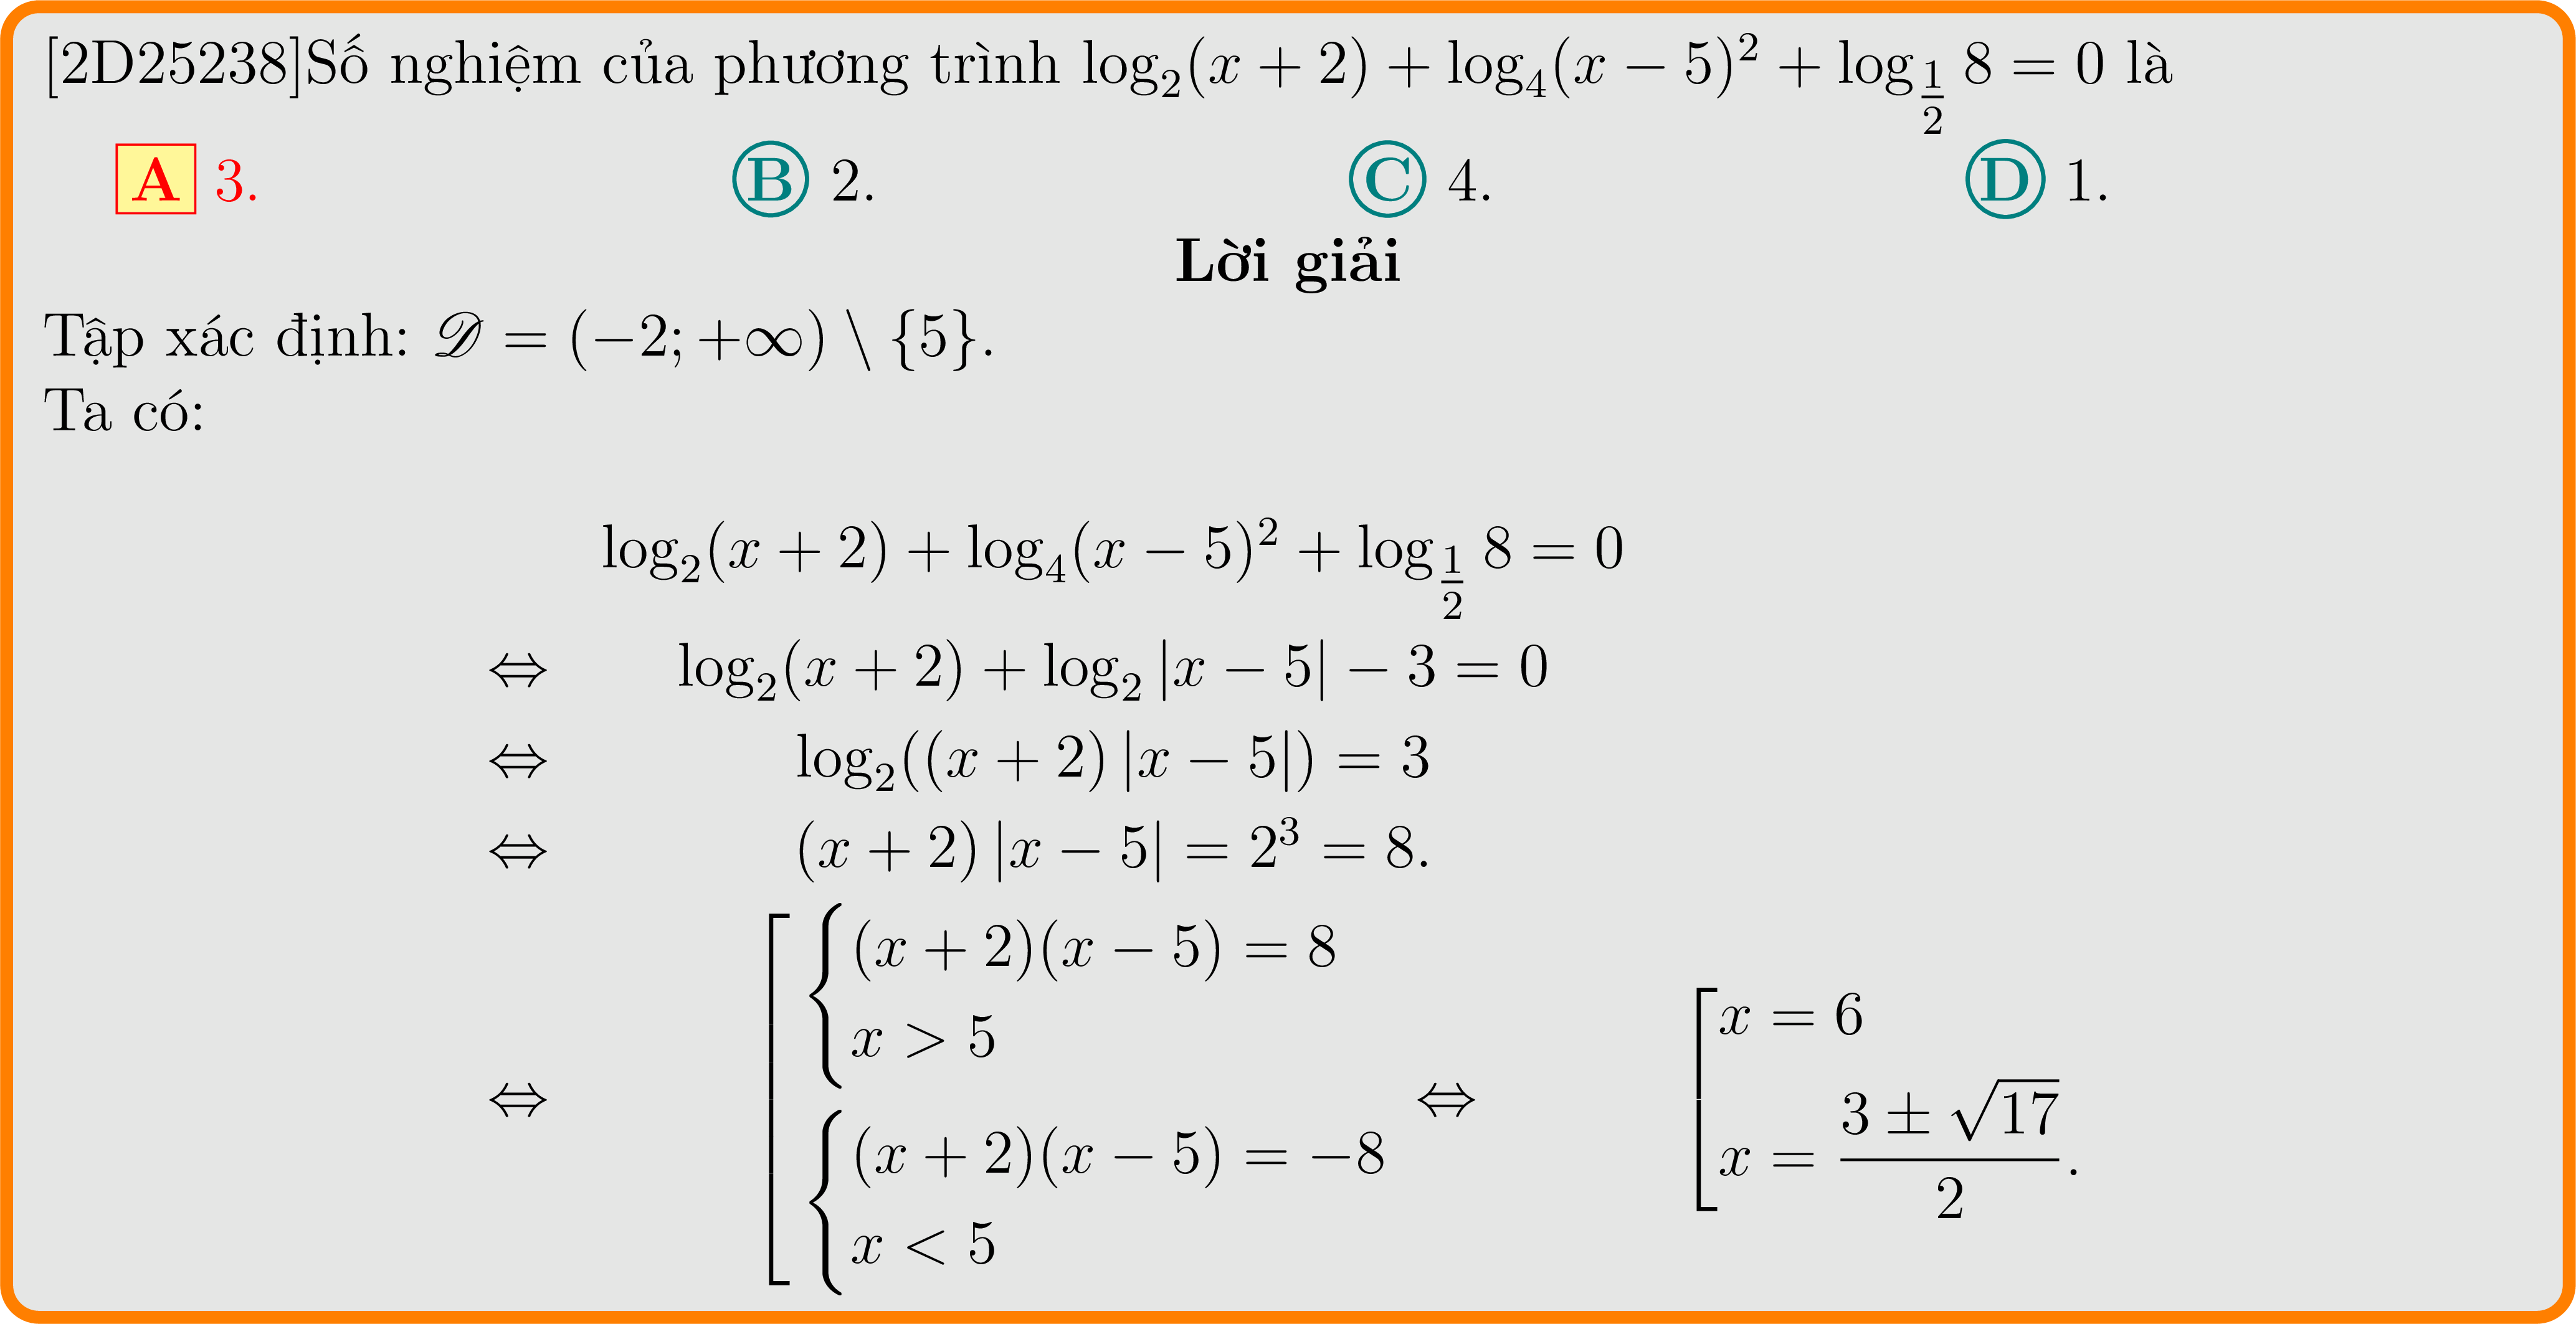 [2D25238]Số nghiệm của phương trình $\log_2(x+2)+\log_4(x-5)^2+\log_{\frac{1}{2}}8=0$ là
A 3. B 2. C 4. D 1.
Lời giải
Tập xác định: $\mathscr{D}=(-2;+\infty)\setminus\{5\}$.
Ta có:
$\log_2(x+2)+\log_4(x-5)^2+\log_{\frac{1}{2}}8=0$
$\Leftrightarrow \log_2(x+2)+\log_2|x-5|-3=0$
$\Leftrightarrow \log_2((x+2)|x-5|)=3$
$\Leftrightarrow (x+2)|x-5|=2^3=8.$
$\Leftrightarrow \left[\begin{array}{l}\begin{cases}(x+2)(x-5)=8\\x>5\end{cases}\\\begin{cases}(x+2)(x-5)=-8\\x<5\end{cases}\end{array}\right. \Leftrightarrow \left[\begin{array}{l}x=6\\x=\dfrac{3\pm\sqrt{17}}{2}.\end{array}\right.$